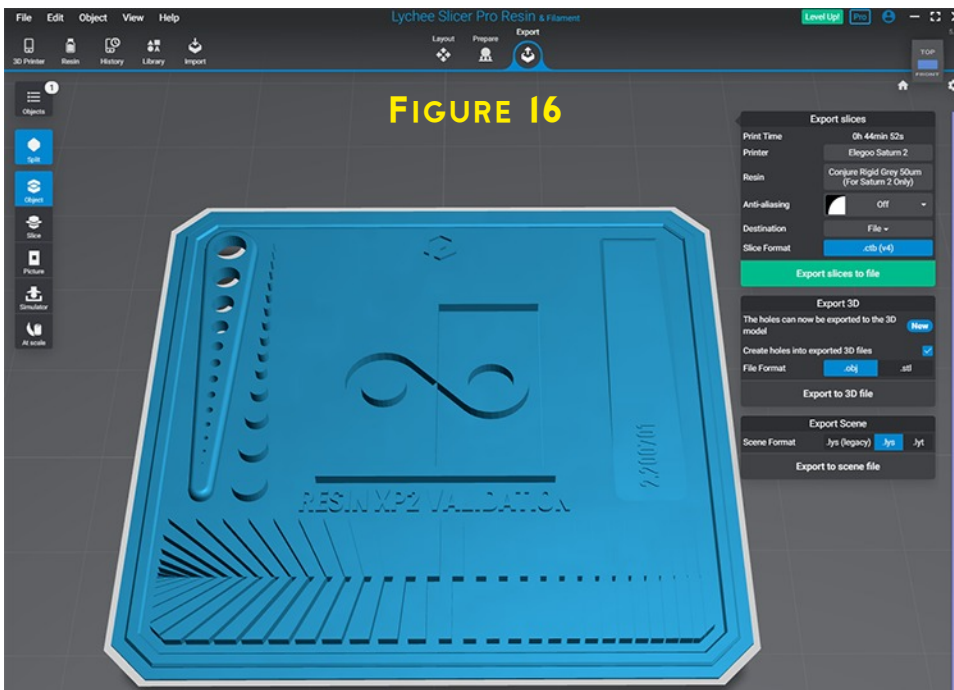 File Edit Object View Help
Lychee Slicer Pro Resin & Filament
Level Up! Pro
3D Printer Resin History Library Import
Layout Prepare Export
TOP
FRONT
FIGURE 16
1
Objects
Split
Object
Slice
Picture
Simulator
At scale
Export slices
Print Time 0h 44min 52s
Printer Elegoo Saturn 2
Resin Conjure Rigid Grey 50um
(For Saturn 2 Only)
Anti-aliasing Off
Destination File
Slice Format .ctb (v4)
Export slices to file
Export 3D
The holes can now be exported to the 3D
model New
Create holes into exported 3D files
File Format .obj .stl
Export to 3D file
Export Scene
Scene Format .lys (legacy) .lys .lyt
Export to scene file
2.200701
RESIN XP2 VALIDATION